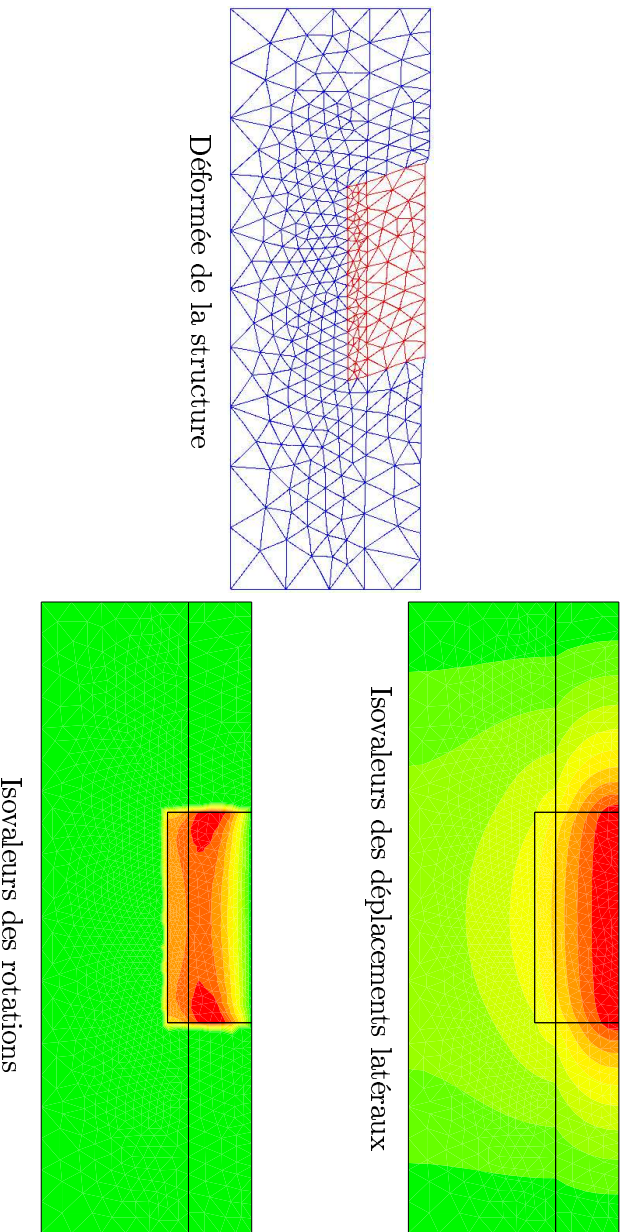 Déformée de la structure
Isovaleurs des déplacements latéraux
Isovaleurs des rotations